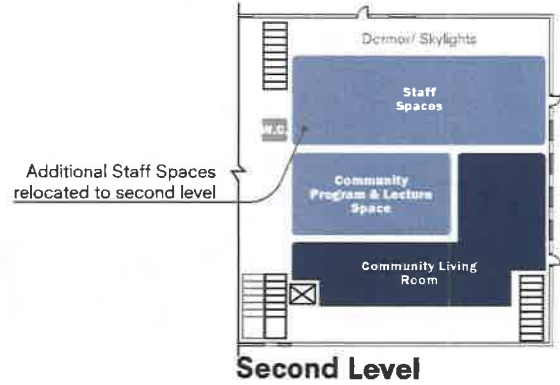 Dormox/ Skylights
Staff
Spaces
W.C.
Additional Staff Spaces
relocated to second level
Community
Program & Lecture
Space
Community Living
Room
Second Level